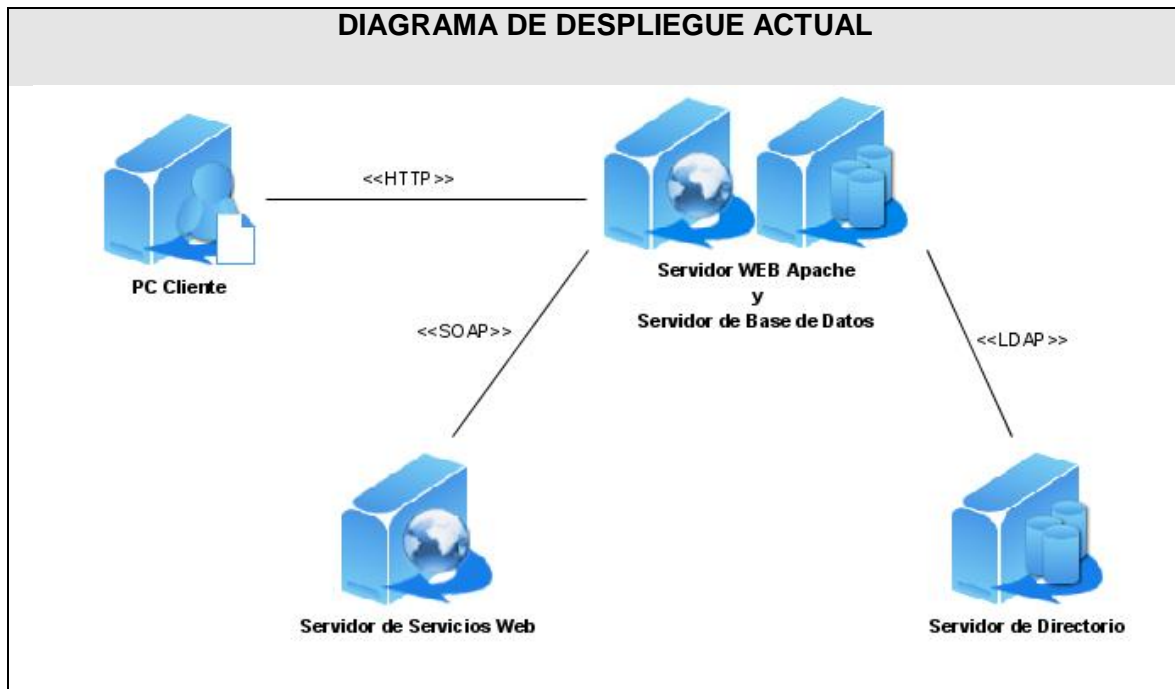 DIAGRAMA DE DESPLIEGUE ACTUAL
<<HTTP>>
PC Cliente
Servidor WEB Apache
y
Servidor de Base de Datos
<<SOAP>>
<<LDAP>>
Servidor de Servicios Web
Servidor de Directorio